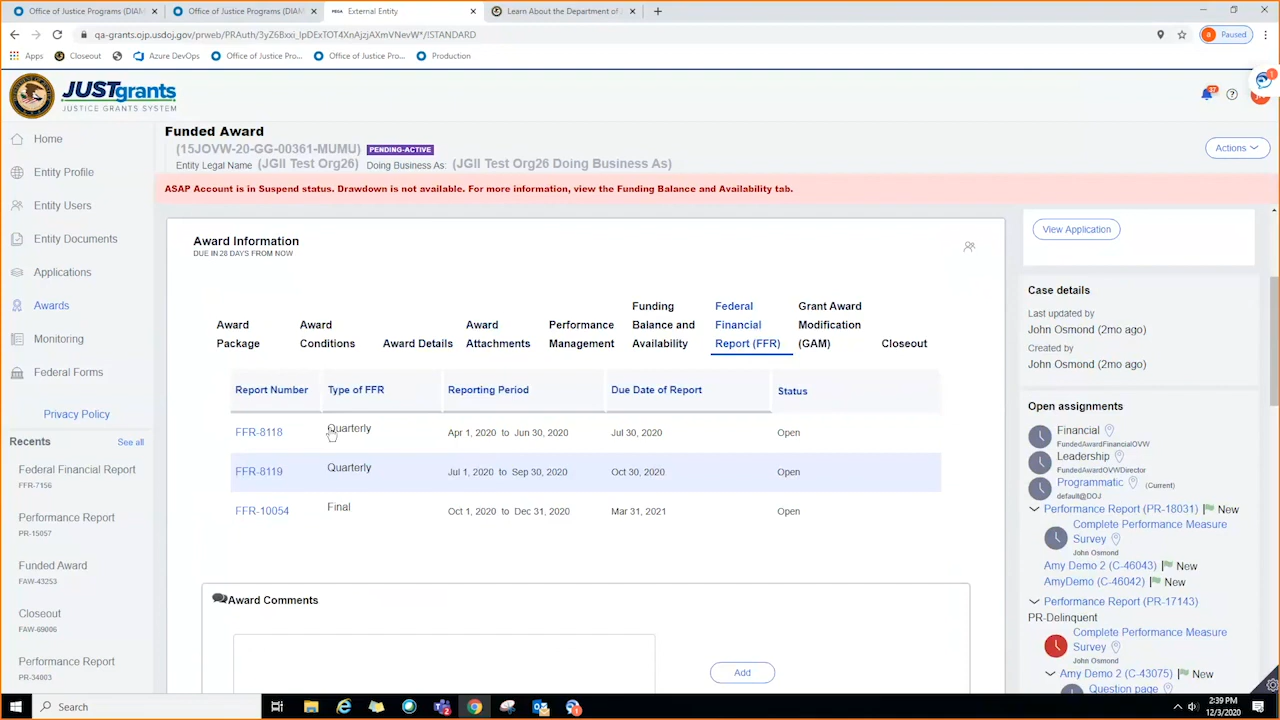 Office of Justice Programs (DIAM
Office of Justice Programs (DIAM
External Entity
Learn About the Department of J
qa-grants.ojp.usdoj.gov/prweb/PRAuth/3yZ6Bxxi_IpDExTOT4XnAjzjAXmVNevW*/!STANDARD
a Paused
Apps
Closeout
Azure DevOps
Office of Justice Pro...
Office of Justice Pro...
Production
JUSTgrants
JUSTICE GRANTS SYSTEM
Funded Award
(15JOVW-20-GG-00361-MUMU) PENDING-ACTIVE
Entity Legal Name (JGII Test Org26) Doing Business As: (JGII Test Org26 Doing Business As)
Actions
ASAP Account is in Suspend status. Drawdown is not available. For more information, view the Funding Balance and Availability tab.
Home
Entity Profile
Entity Users
Entity Documents
Applications
Awards
Monitoring
Federal Forms
Privacy Policy
Recents See all
Federal Financial Report
FFR-7156
Performance Report
PR-15057
Funded Award
FAW-43253
Closeout
FAW-69006
Performance Report
PR-34003
Award Information
DUE IN 28 DAYS FROM NOW
Award Package
Award Conditions
Award Details
Award Attachments
Performance Management
Funding Balance and Availability
Federal Financial Report (FFR)
Grant Award Modification (GAM)
Closeout
Report Number Type of FFR Reporting Period Due Date of Report Status
FFR-8118 Quarterly Apr 1, 2020 to Jun 30, 2020 Jul 30, 2020 Open
FFR-8119 Quarterly Jul 1, 2020 to Sep 30, 2020 Oct 30, 2020 Open
FFR-10054 Final Oct 1, 2020 to Dec 31, 2020 Mar 31, 2021 Open
Award Comments
Add
View Application
Case details
Last updated by
John Osmond (2mo ago)
Created by
John Osmond (2mo ago)
Open assignments
Financial
FundedAwardFinancialOVW
Leadership
FundedAwardOVWDirector
Programmatic (Current)
default@DOJ
Performance Report (PR-18031) New
Complete Performance Measure
Survey
John Osmond
Amy Demo 2 (C-46043) New
AmyDemo (C-46042) New
Performance Report (PR-17143)
PR-Delinquent
Complete Performance Measure
Survey
John Osmond
Amy Demo 2 (C-43075) New
Question page
Search
2:39 PM
12/3/2020